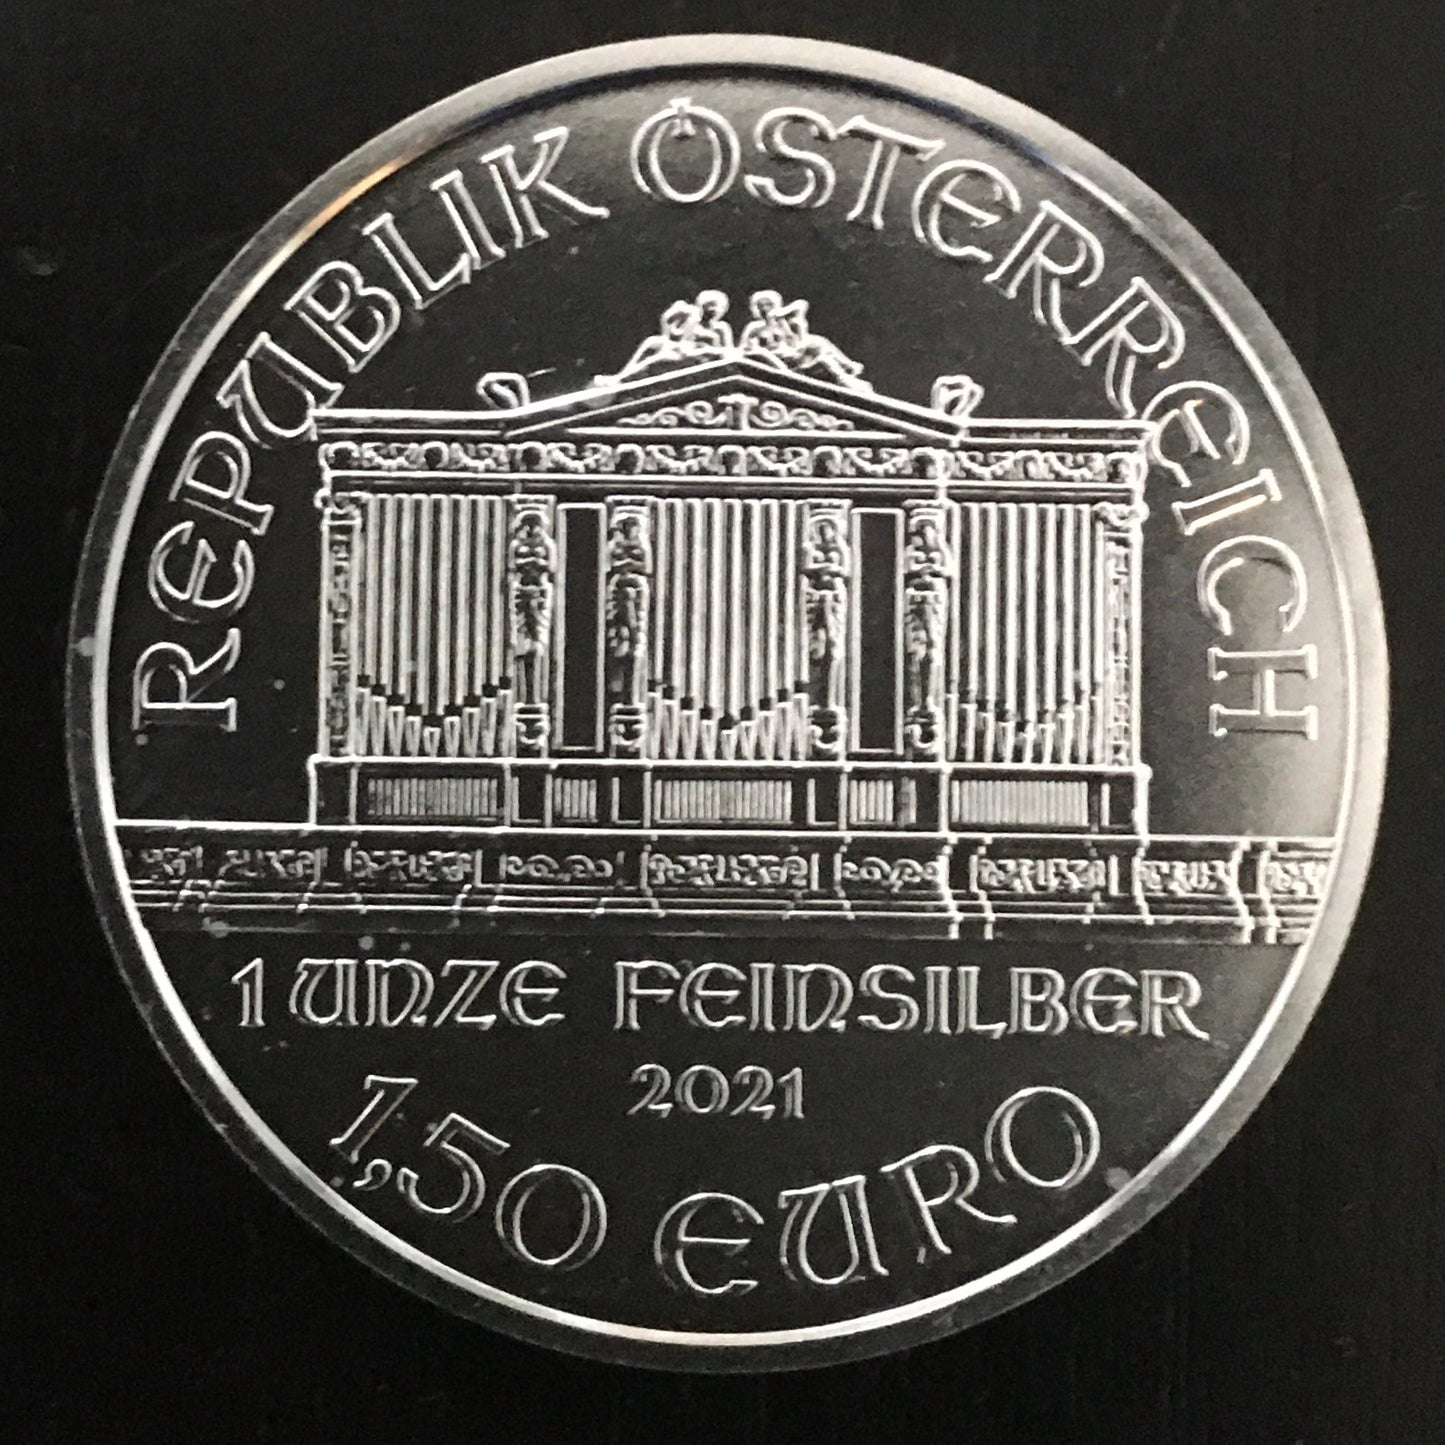 REPUBLIK ÖSTERREICH
1 UNZE FEINSILBER
2021
1,50 EURO